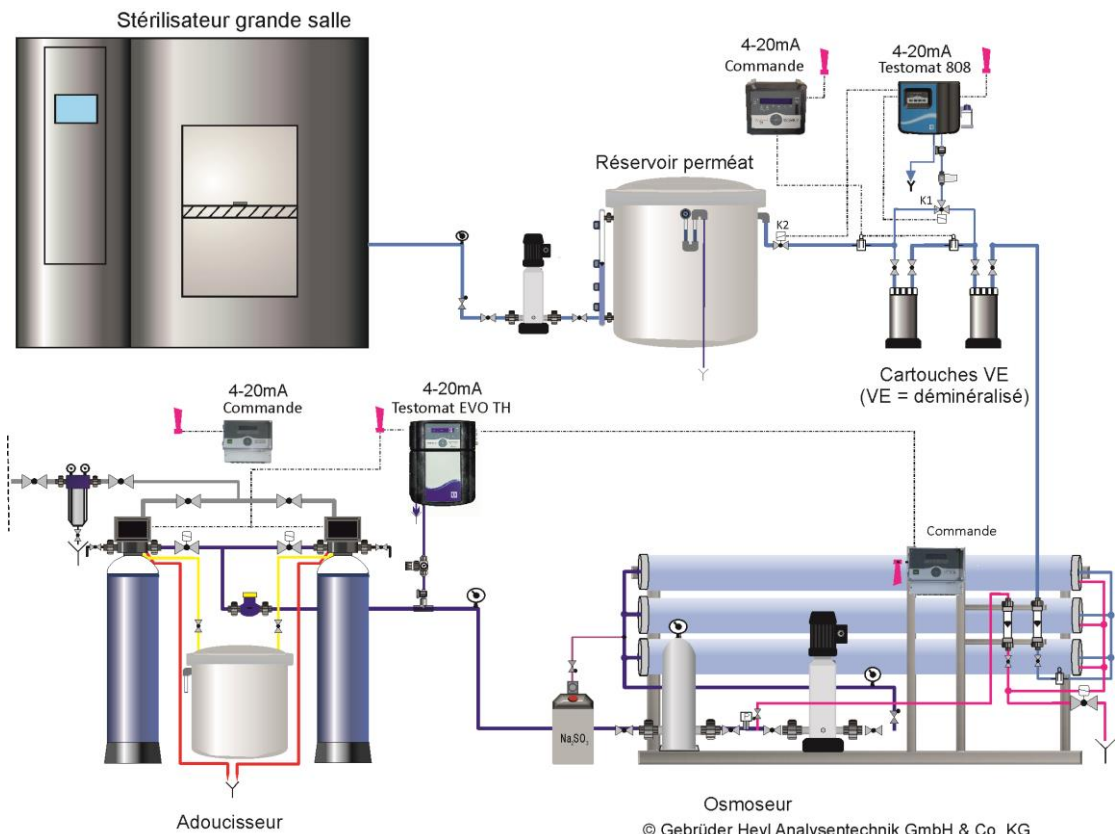 Stérilisateur grande salle
4-20mA
Commande
4-20mA
Testomat 808
Réservoir perméat
K1
K2
Cartouches VE
(VE = déminéralisé)
4-20mA
Commande
4-20mA
Testomat EVO TH
Commande
Na₂SO₃
Adoucisseur
Osmoseur
© Gebrüder Heyl Analysentechnik GmbH & Co. KG